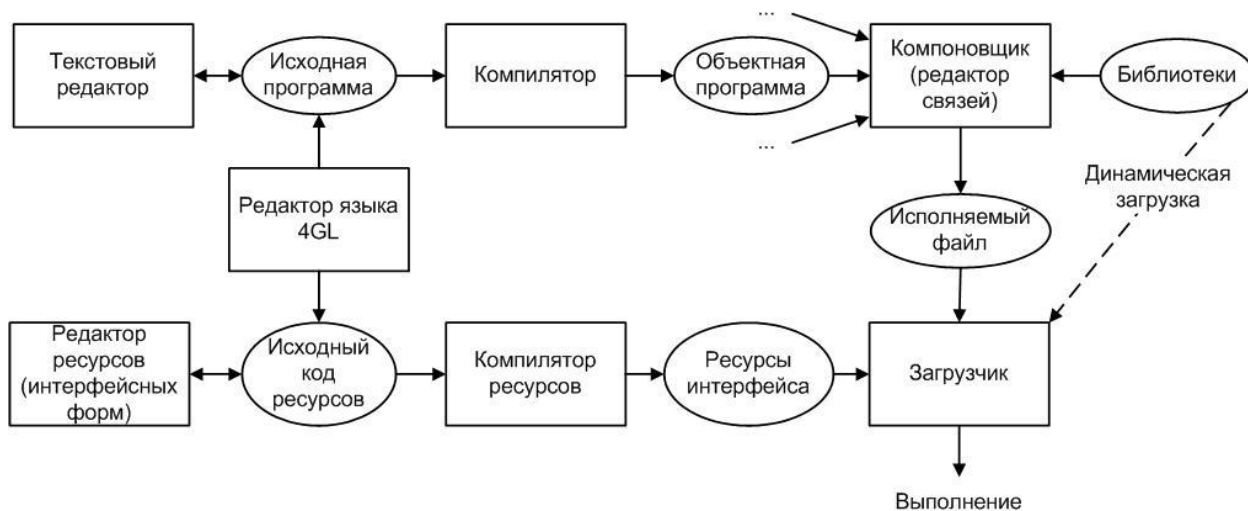 ...
Текстовый
редактор
Исходная
программа
Компилятор
Объектная
программа
Компоновщик
(редактор
связей)
Библиотеки
...
Редактор языка
4GL
Динамическая
загрузка
Исполняемый
файл
Редактор
ресурсов
(интерфейсных
форм)
Исходный
код
ресурсов
Компилятор
ресурсов
Ресурсы
интерфейса
Загрузчик
Выполнение